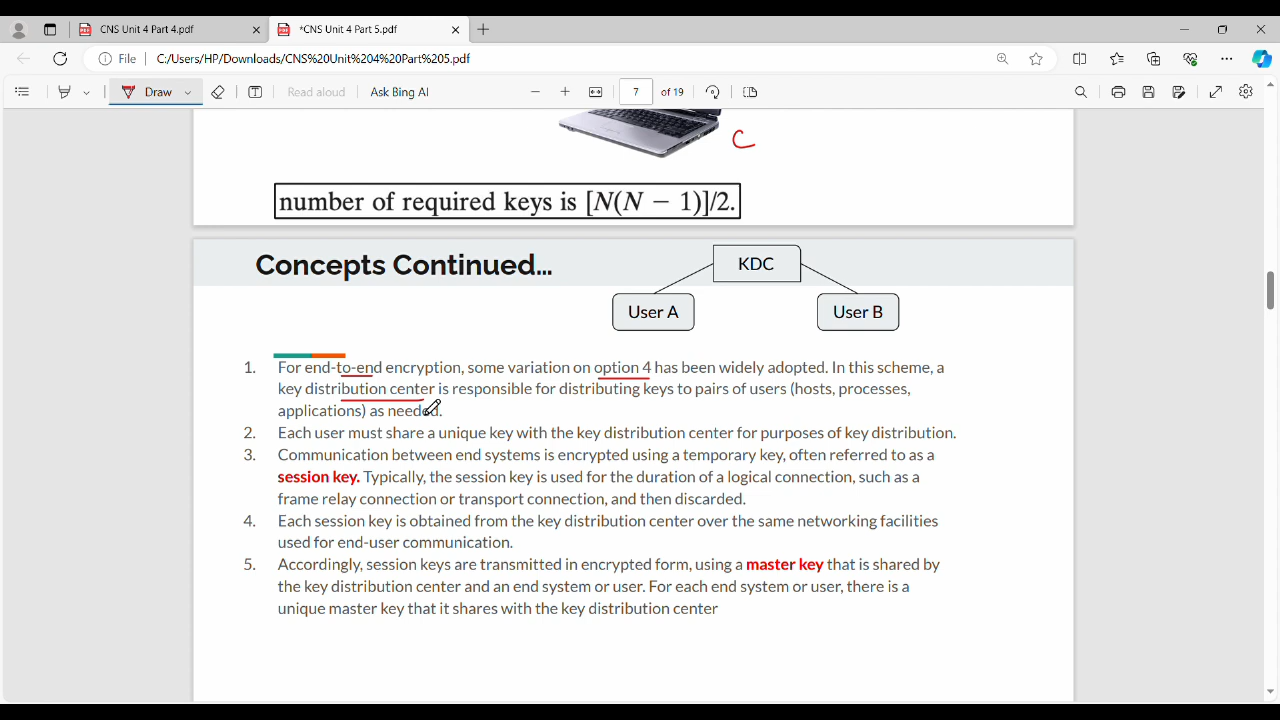 CNS Unit 4 Part 4.pdf
*CNS Unit 4 Part 5.pdf
File
C:/Users/HP/Downloads/CNS%20Unit%204%20Part%205.pdf
Draw
Read aloud
Ask Bing AI
7
of 19
C
number of required keys is [N(N − 1)]/2.
Concepts Continued...
KDC
User A
User B
1. For end-to-end encryption, some variation on option 4 has been widely adopted. In this scheme, a
key distribution center is responsible for distributing keys to pairs of users (hosts, processes,
applications) as needed.
2. Each user must share a unique key with the key distribution center for purposes of key distribution.
3. Communication between end systems is encrypted using a temporary key, often referred to as a
session key. Typically, the session key is used for the duration of a logical connection, such as a
frame relay connection or transport connection, and then discarded.
4. Each session key is obtained from the key distribution center over the same networking facilities
used for end-user communication.
5. Accordingly, session keys are transmitted in encrypted form, using a master key that is shared by
the key distribution center and an end system or user. For each end system or user, there is a
unique master key that it shares with the key distribution center